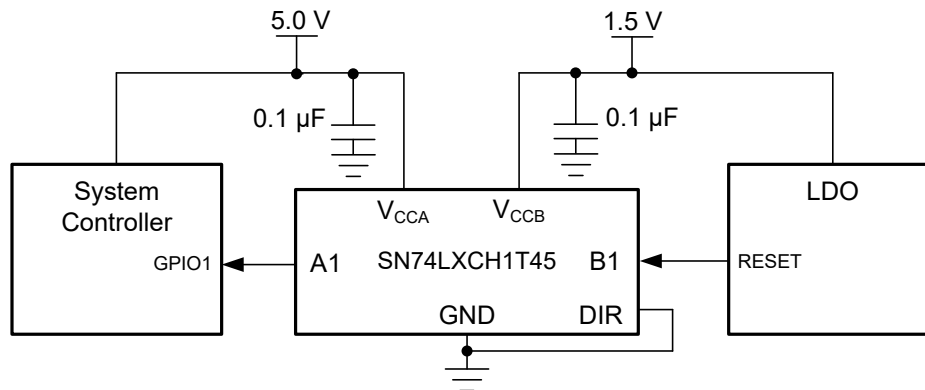 5.0 V
1.5 V
0.1 µF
0.1 µF
System
Controller
LDO
VCCA
VCCB
GPIO1
A1
SN74LXCH1T45
B1
RESET
GND
DIR